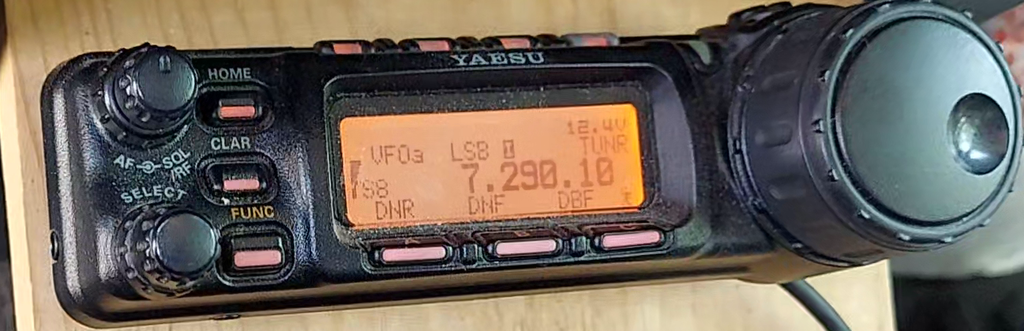 YAESU
HOME
CLAR
AF SQL
/RF
SELECT
FUNC
12.4V
VFOa LSB TUNR
7.290.10
S8
DNR DNF DBF